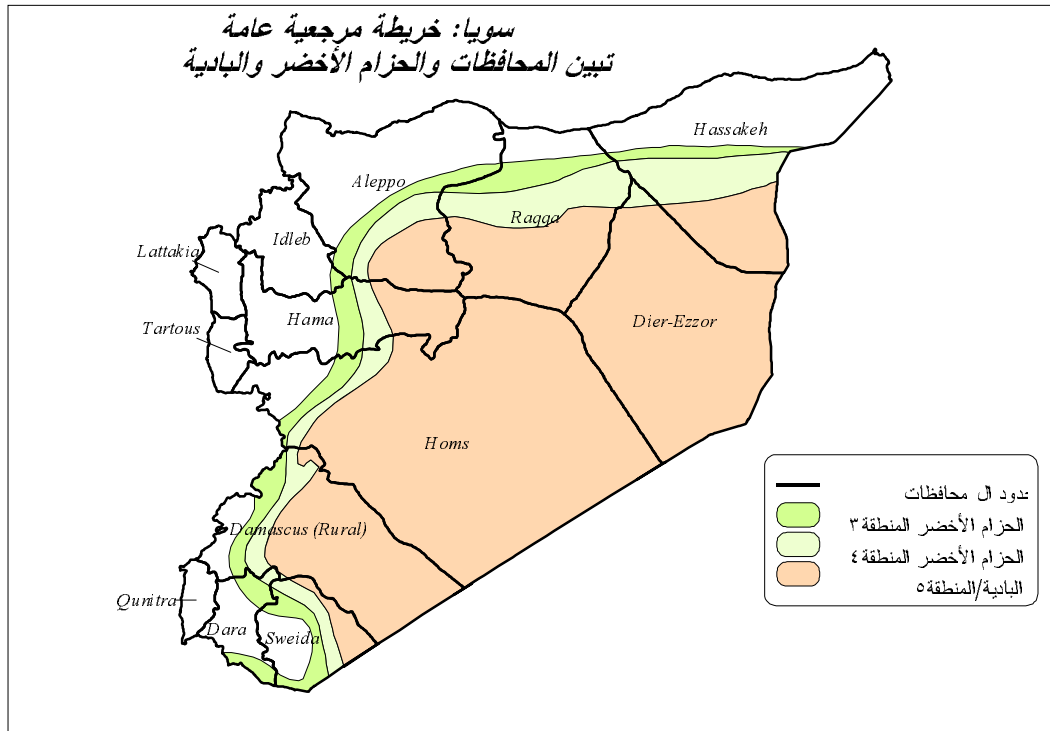 سويا: خريطة مرجعية عامة
تبين المحافظات والحزام الأخضر والبادية
Hassakeh
Aleppo
Raqqa
Idleb
Lattakia
Hama
Tartous
Dier-Ezzor
Homs
Damascus (Rural)
Qunitra
Dara
Sweida
حدود ال محافظات
الحزام الأخضر المنطقة٣
الحزام الأخضر المنطقة٤
البادية/المنطقة٥